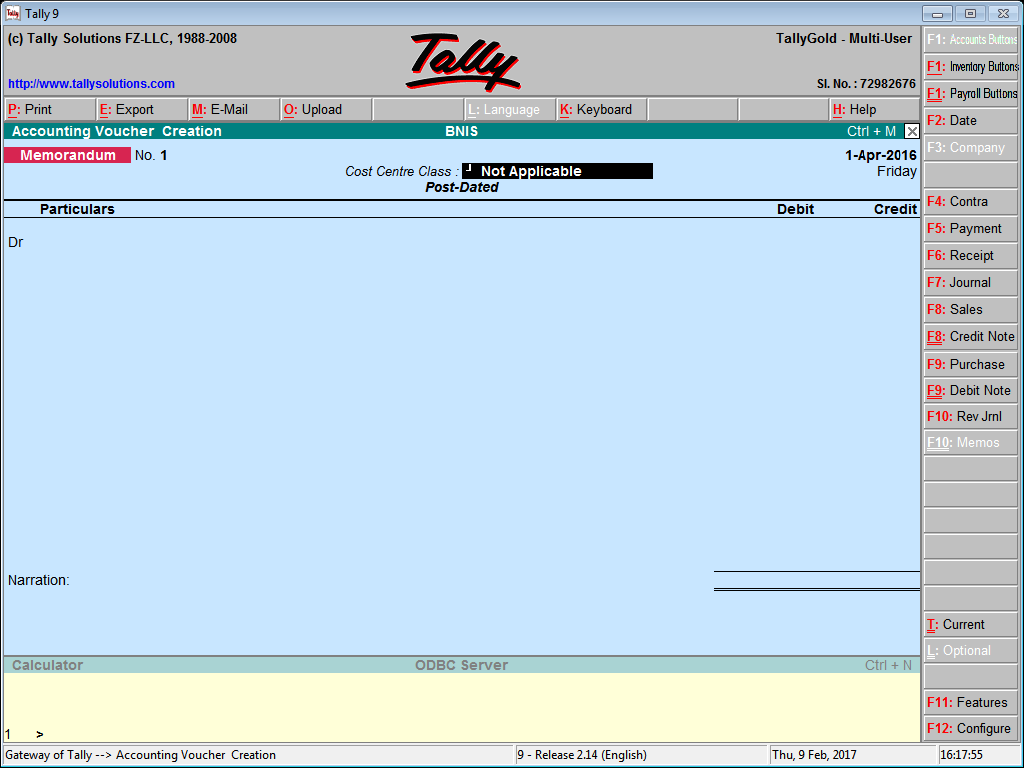 Tally 9
(c) Tally Solutions FZ-LLC, 1988-2008
Tally
TallyGold - Multi-User
http://www.tallysolutions.com
Sl. No. : 72982676
P: Print E: Export M: E-Mail O: Upload L: Language K: Keyboard H: Help
Accounting Voucher Creation BNIS Ctrl + M
Memorandum No. 1 1-Apr-2016
Cost Centre Class : Not Applicable Friday
Post-Dated
Particulars Debit Credit
Dr
Narration:
Calculator ODBC Server Ctrl + N
1 >
F1: Accounts Buttons
F1: Inventory Buttons
F1: Payroll Buttons
F2: Date
F3: Company
F4: Contra
F5: Payment
F6: Receipt
F7: Journal
F8: Sales
F8: Credit Note
F9: Purchase
F9: Debit Note
F10: Rev Jrnl
F10: Memos
T: Current
L: Optional
F11: Features
F12: Configure
Gateway of Tally --> Accounting Voucher Creation 9 - Release 2.14 (English) Thu, 9 Feb, 2017 16:17:55